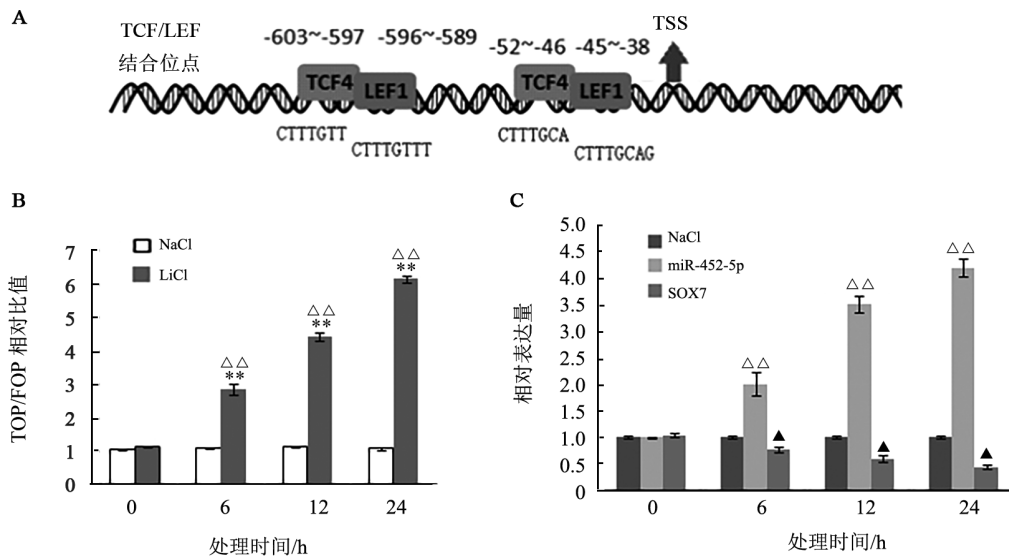 A
TCF/LEF
结合位点
-603~-597 -596~-589 -52~-46 -45~-38 TSS
TCF4 LEF1 TCF4 LEF1
CTTTGTT CTTTGTTT CTTTGCA CTTTGCAG
B
TOP/FOP 相对比值
7
6
5
4
3
2
1
0
NaCl
LiCl
△△
**
△△
**
△△
**
0 6 12 24
处理时间/h
C
相对表达量
5.0
4.5
4.0
3.5
3.0
2.5
2.0
1.5
1.0
0.5
0
NaCl
miR-452-5p
SOX7
△△
▲
△△
▲
△△
▲
0 6 12 24
处理时间/h